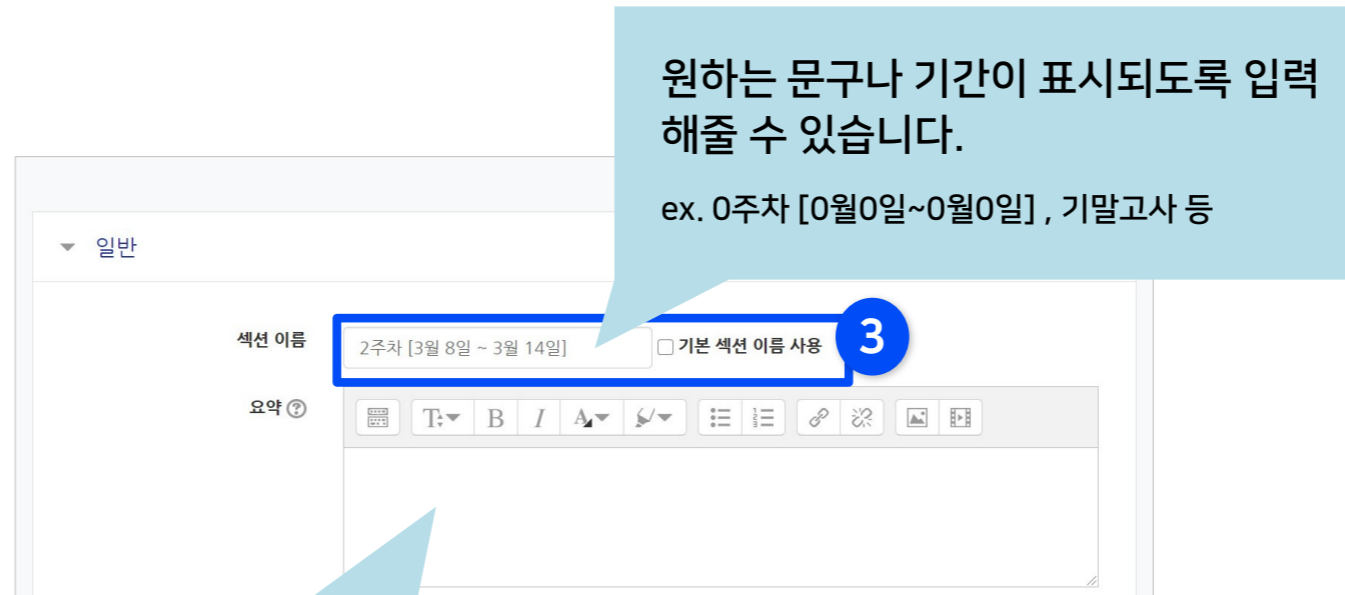 원하는 문구나 기간이 표시되도록 입력
해줄 수 있습니다.
ex. 0주차 [0월0일~0월0일] , 기말고사 등
일반
섹션 이름
2주차 [3월 8일 ~ 3월 14일]
기본 섹션 이름 사용
3
요약